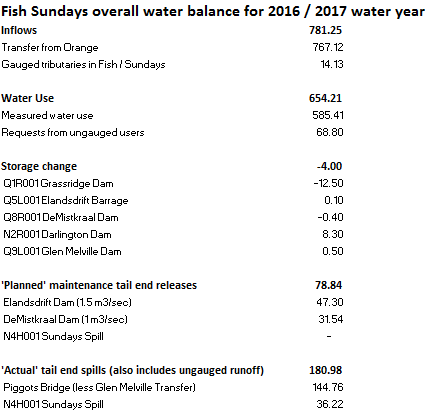 Fish Sundays overall water balance for 2016 / 2017 water year
Inflows 781.25
Transfer from Orange 767.12
Gauged tributaries in Fish / Sundays 14.13
Water Use 654.21
Measured water use 585.41
Requests from ungauged users 68.80
Storage change -4.00
Q1R001 Grassridge Dam -12.50
Q5L001 Elandsdrift Barrage 0.10
Q8R001 DeMistkraal Dam -0.40
N2R001 Darlington Dam 8.30
Q9L001 Glen Melville Dam 0.50
'Planned' maintenance tail end releases 78.84
Elandsdrift Dam (1.5 m3/sec) 47.30
DeMistkraal Dam (1 m3/sec) 31.54
N4H001 Sundays Spill -
'Actual' tail end spills (also includes ungauged runoff) 180.98
Piggots Bridge (less Glen Melville Transfer) 144.76
N4H001 Sundays Spill 36.22